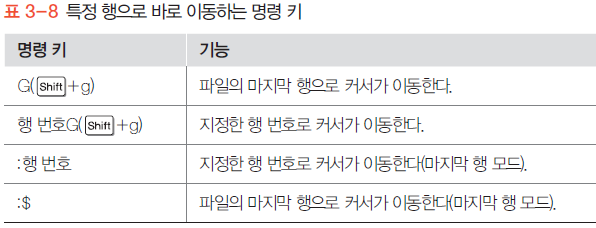 표 3-8 특정 행으로 바로 이동하는 명령 키
명령 키 기능
G(Shift+g) 파일의 마지막 행으로 커서가 이동한다.
행 번호G(Shift+g) 지정한 행 번호로 커서가 이동한다.
:행 번호 지정한 행 번호로 커서가 이동한다(마지막 행 모드).
:$ 파일의 마지막 행으로 커서가 이동한다(마지막 행 모드).